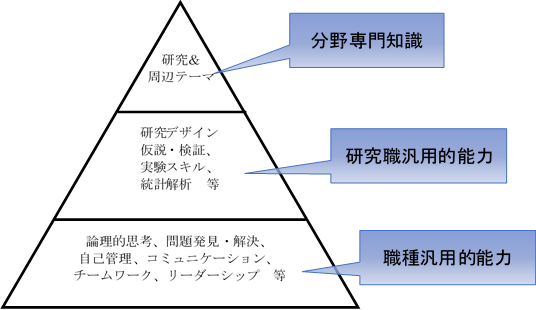 研究&
周辺テーマ
分野専門知識
研究デザイン
仮説・検証、
実験スキル、
統計解析　等
研究職汎用的能力
論理的思考、問題発見・解決、
自己管理、コミュニケーション、
チームワーク、リーダーシップ　等
職種汎用的能力